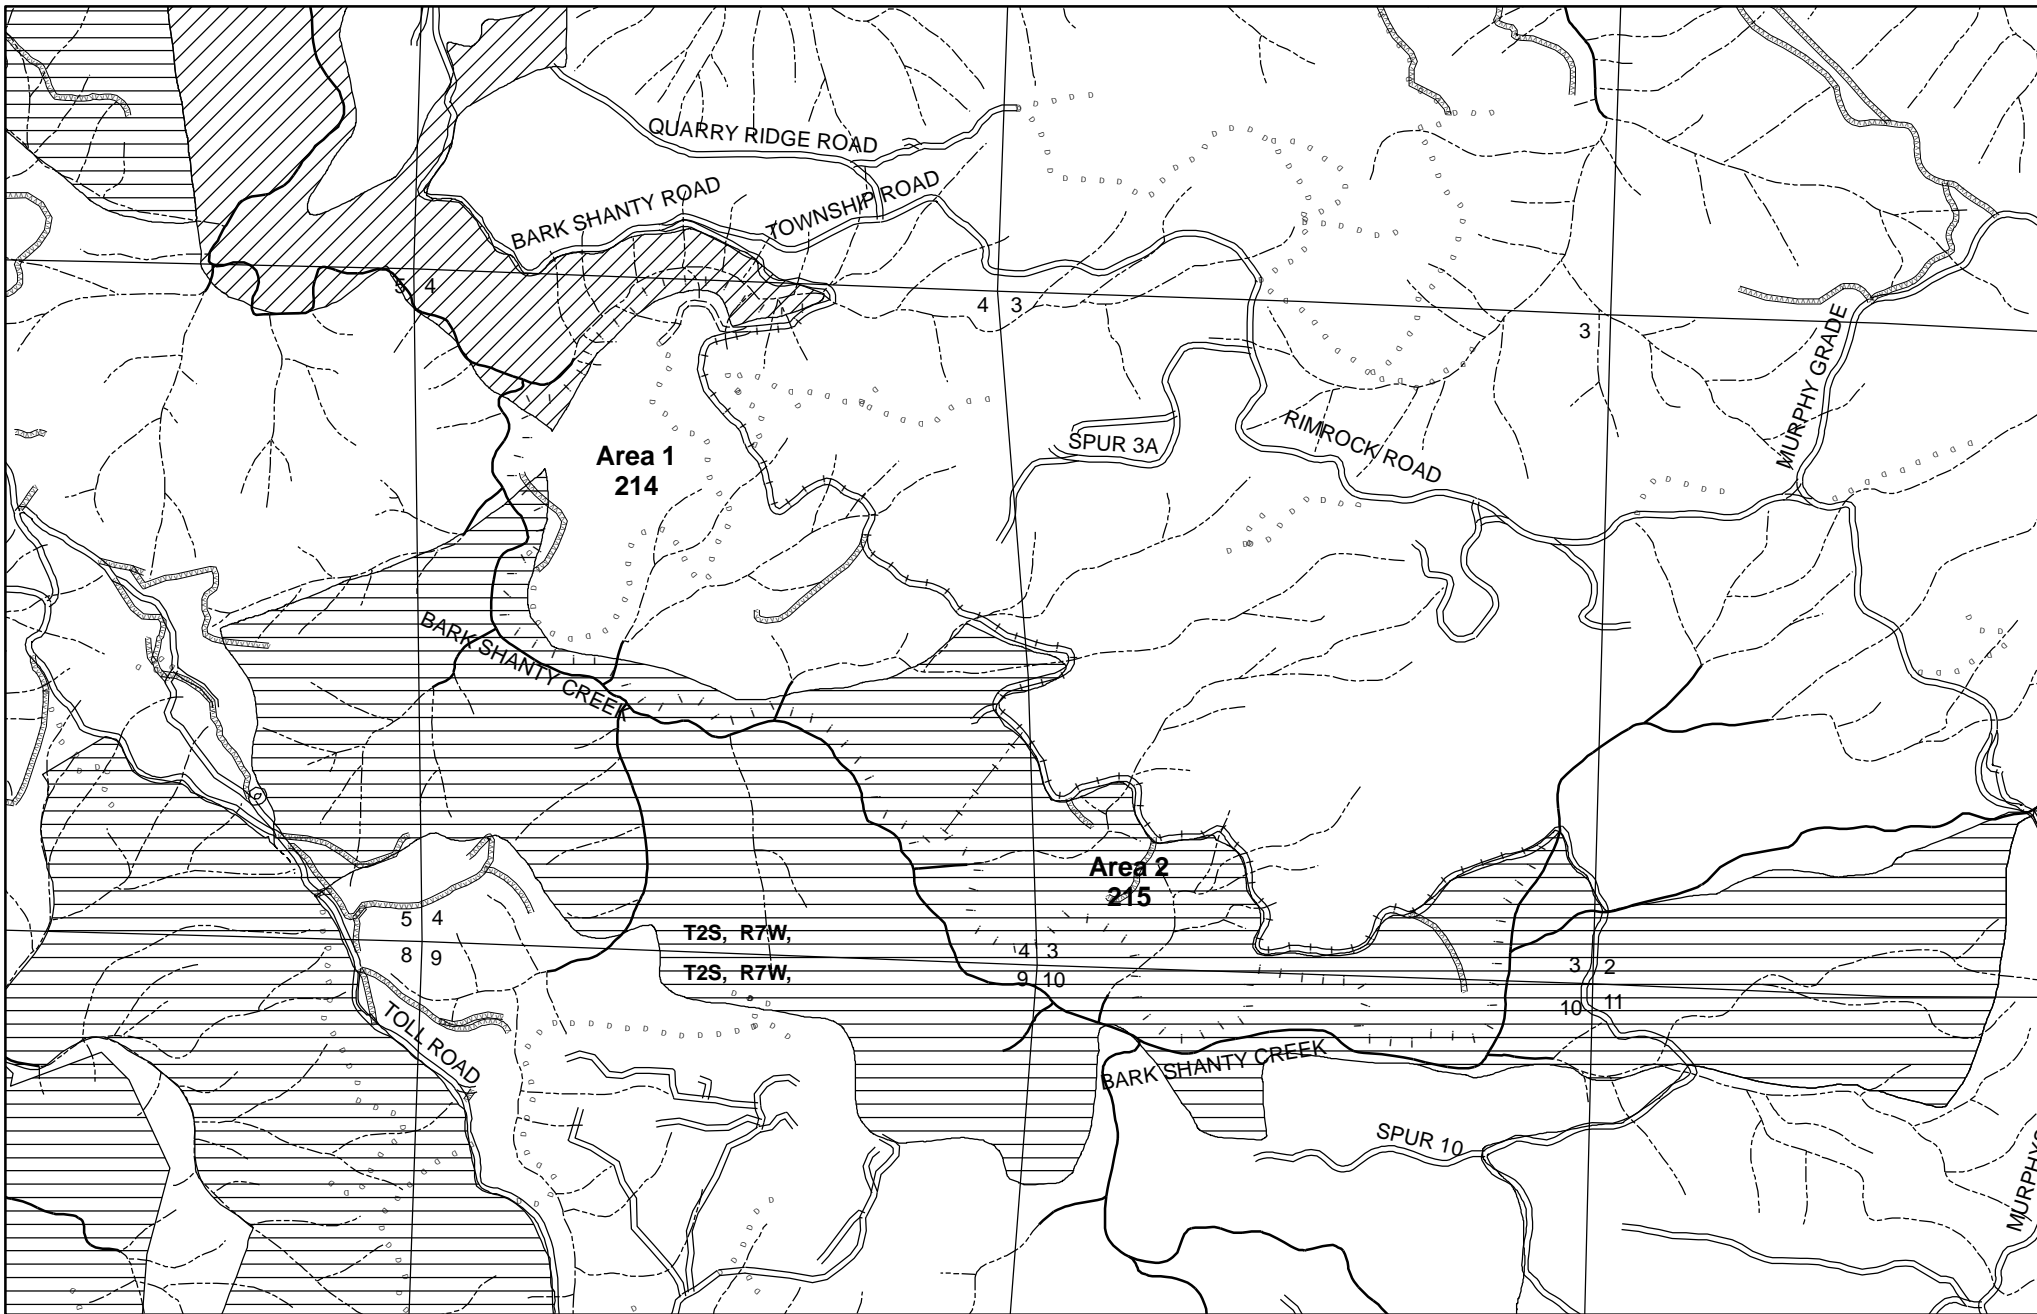 QUARRY RIDGE ROAD
BARK SHANTY ROAD
TOWNSHIP ROAD
5 4
4 3
3
MURPHY GRADE
RIMROCK ROAD
SPUR 3A
Area 1
214
BARK SHANTY CREEK
Area 2
215
5 4
8 9
T2S, R7W,
T2S, R7W,
4 3
9 10
3 2
10 11
TOLL ROAD
BARK SHANTY CREEK
SPUR 10